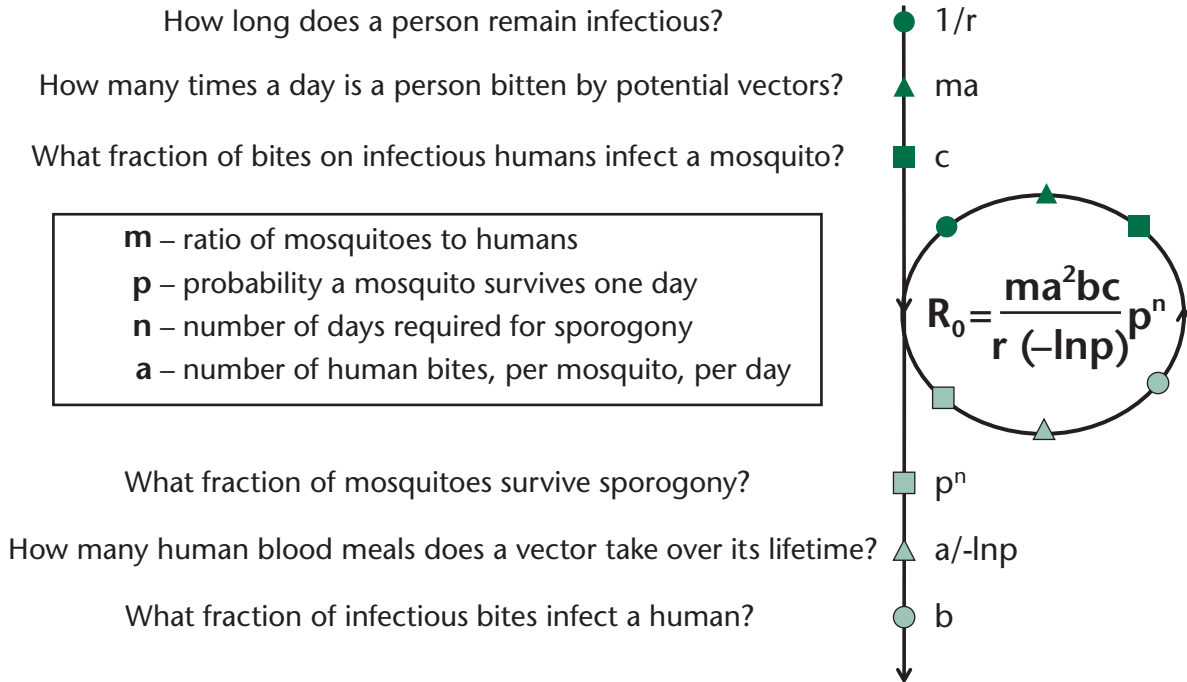 How long does a person remain infectious? 1/r
How many times a day is a person bitten by potential vectors? ma
What fraction of bites on infectious humans infect a mosquito? c
m – ratio of mosquitoes to humans
p – probability a mosquito survives one day
n – number of days required for sporogony
a – number of human bites, per mosquito, per day
R₀ = ma²bc / r (–lnp) pⁿ
What fraction of mosquitoes survive sporogony? pⁿ
How many human blood meals does a vector take over its lifetime? a/-lnp
What fraction of infectious bites infect a human? b